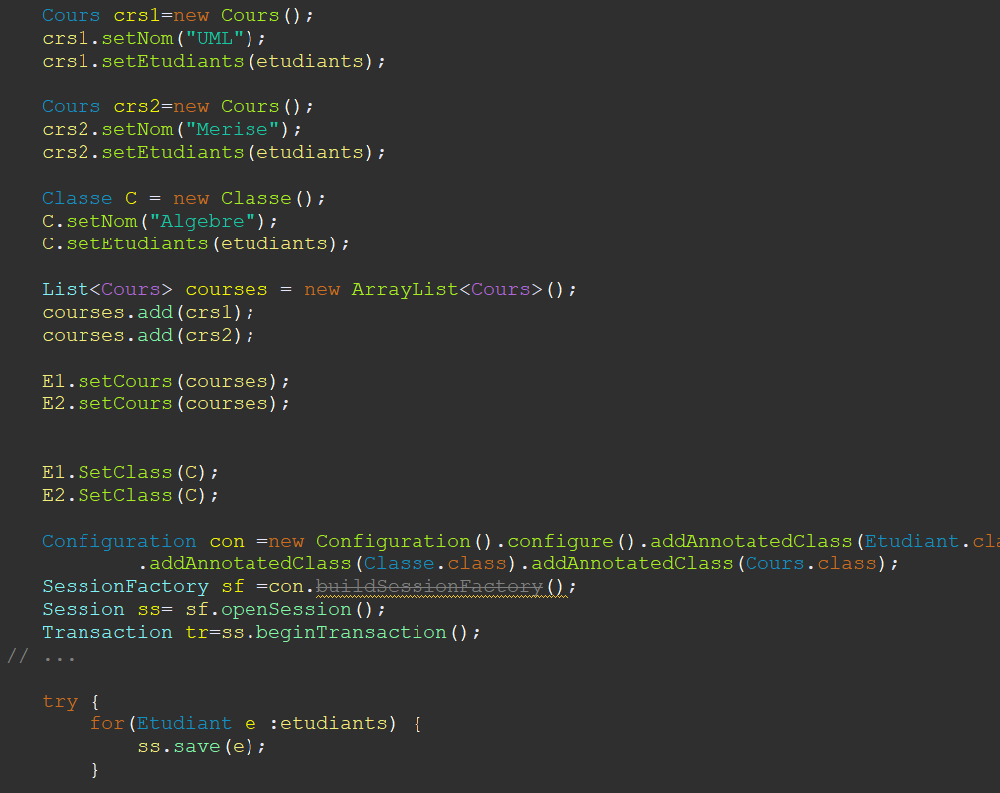 Cours crs1=new Cours();
crs1.setNom("UML");
crs1.setEtudiants(etudiants);
Cours crs2=new Cours();
crs2.setNom("Merise");
crs2.setEtudiants(etudiants);
Classe C = new Classe();
C.setNom("Algebre");
C.setEtudiants(etudiants);
List<Cours> courses = new ArrayList<Cours>();
courses.add(crs1);
courses.add(crs2);
E1.setCours(courses);
E2.setCours(courses);
E1.SetClass(C);
E2.SetClass(C);
Configuration con =new Configuration().configure().addAnnotatedClass(Etudiant.cla
.addAnnotatedClass(Classe.class).addAnnotatedClass(Cours.class);
SessionFactory sf =con.buildSessionFactory();
Session ss= sf.openSession();
Transaction tr=ss.beginTransaction();
// ...
try {
for(Etudiant e :etudiants) {
ss.save(e);
}